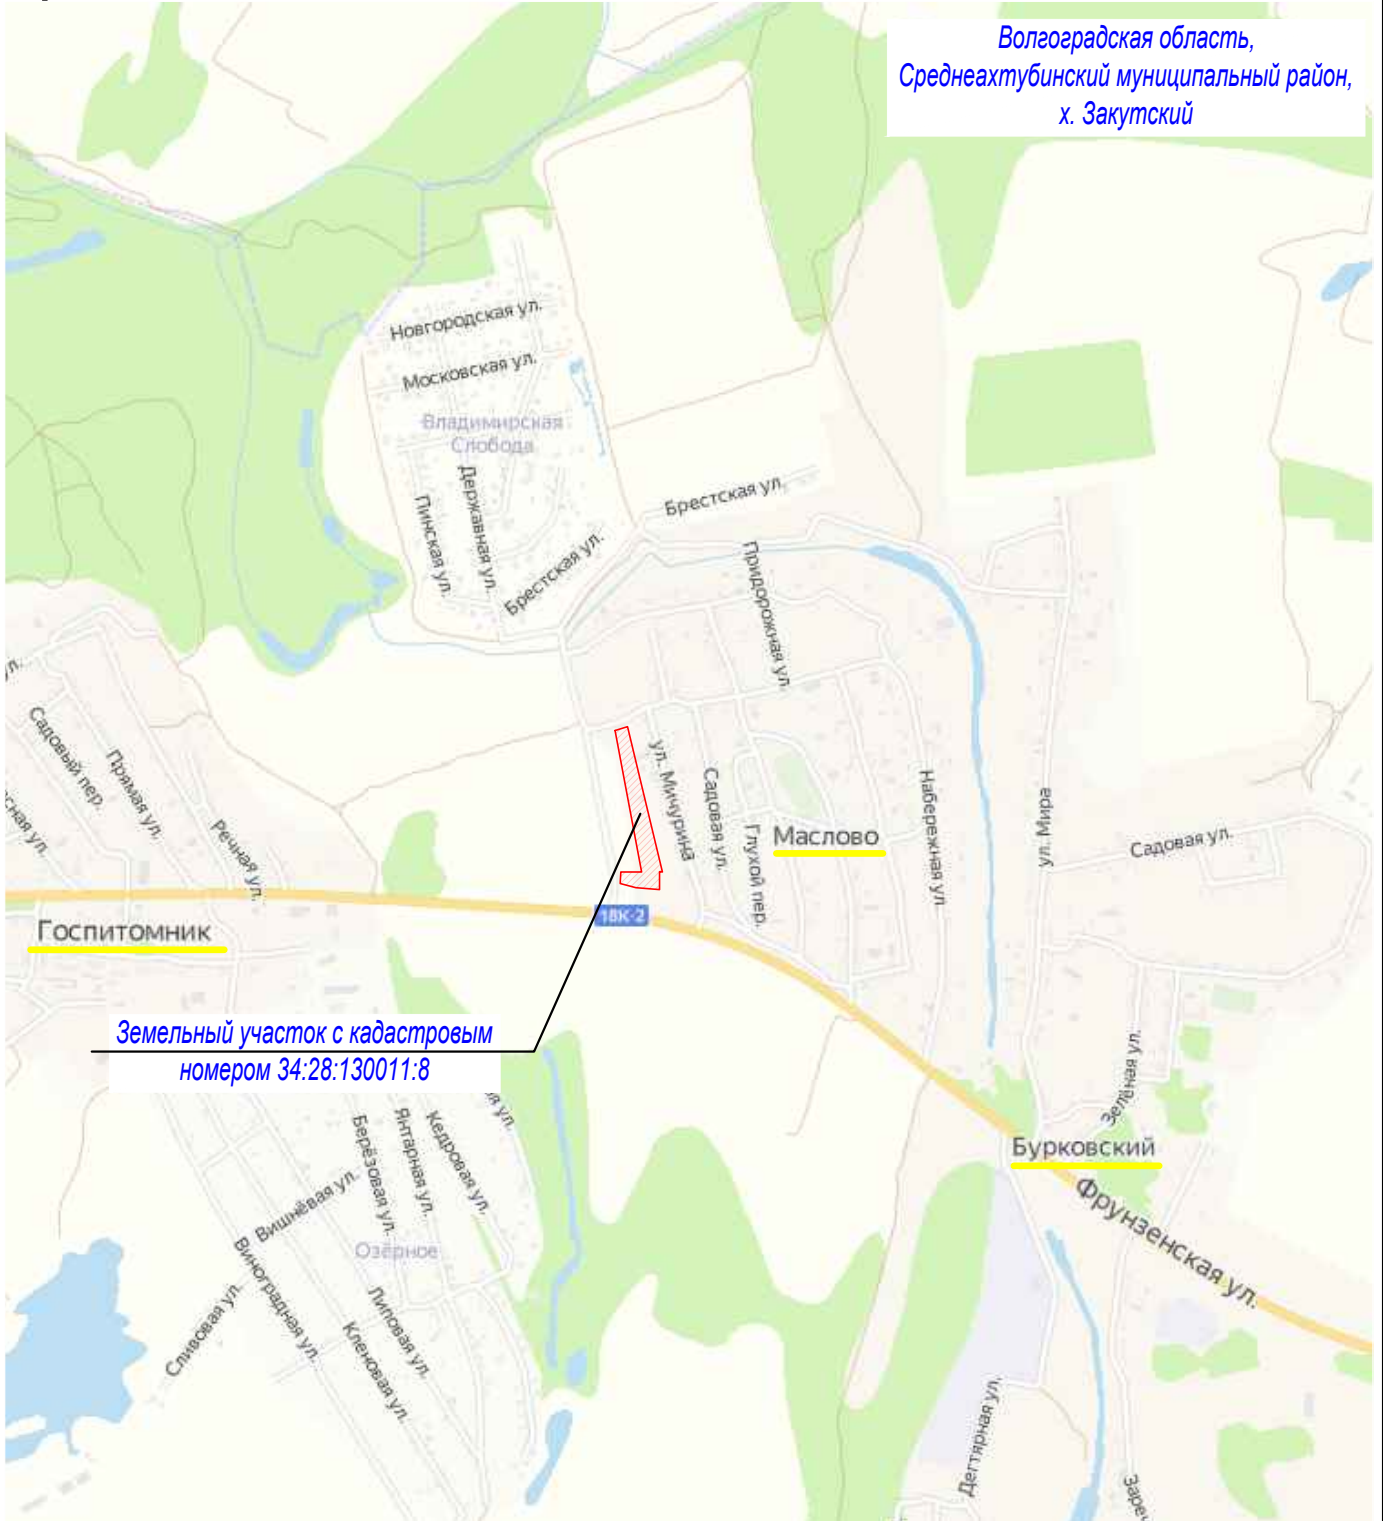 Волгоградская область,
Среднеахтубинский муниципальный район,
х. Закутский
Новгородская ул.
Московская ул.
Владимирская
Слобода
Державная ул.
Пинская ул.
Брестская ул.
Брестская ул.
Придорожная ул.
ул.
Садовый пер.
Прямая ул.
Речная ул.
ул. Мичурина
Садовая ул.
Глухой пер.
Маслово
Набережная ул.
ул. Мира
Садовая ул.
18К-2
Госпитомник
Земельный участок с кадастровым
номером 34:28:130011:8
Зелёная ул.
Бурковский
Фрунзенская ул.
Берёзовая ул.
Янтарная ул.
Кедровая ул.
Вишнёвая ул.
Озёрное
Виноградная ул.
Сливовая ул.
Липовая ул.
Кленовая ул.
Дегтярная ул.
Зареч